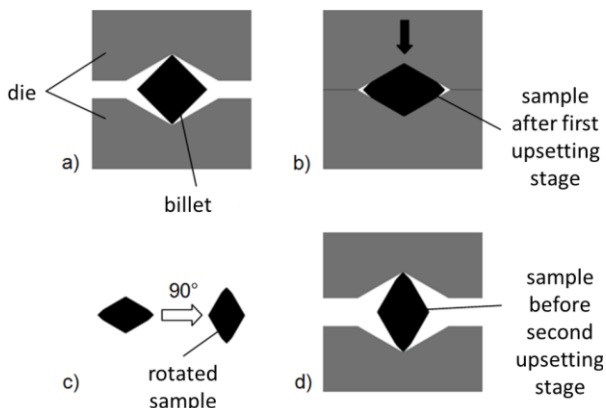 die
a)
billet
b)
sample
after first
upsetting
stage
90°
c)
rotated
sample
d)
sample
before
second
upsetting
stage